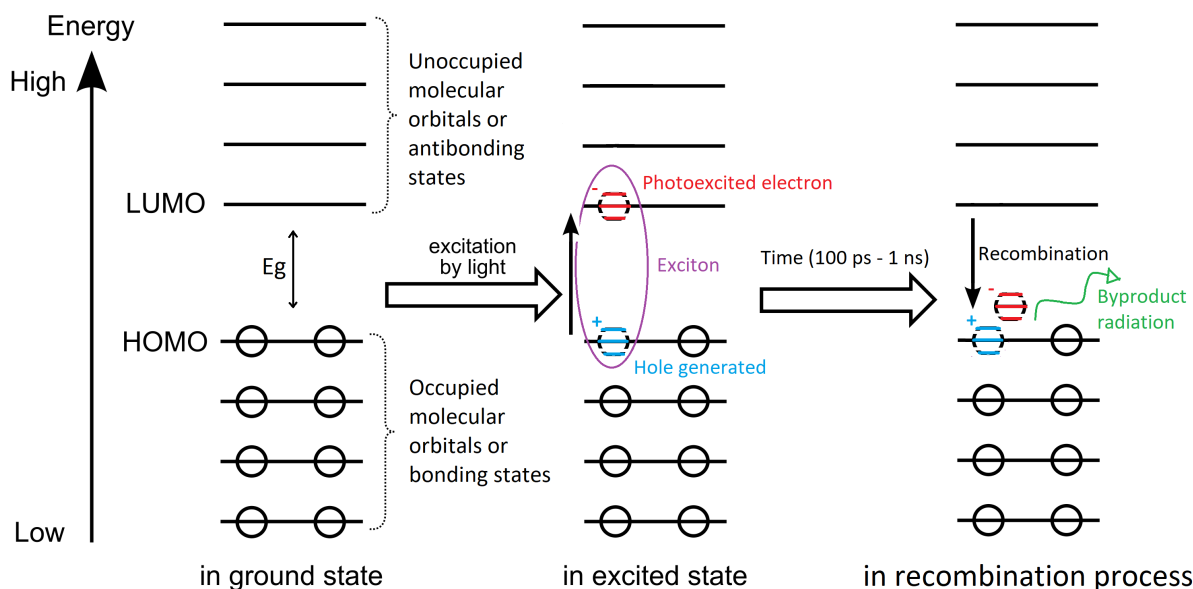 Energy
High
LUMO
Eg
HOMO
Low
Unoccupied
molecular
orbitals or
antibonding
states
Occupied
molecular
orbitals or
bonding states
in ground state
excitation
by light
-
Photoexcited electron
Exciton
+
Hole generated
in excited state
Time (100 ps - 1 ns)
Recombination
-
+
Byproduct
radiation
in recombination process